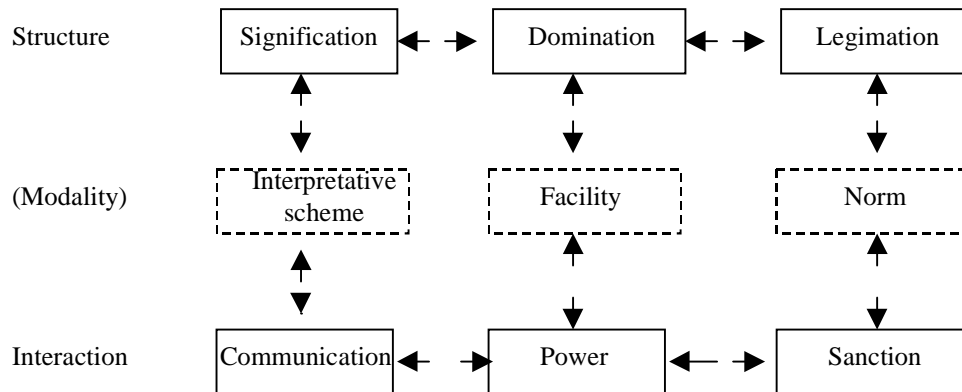 Structure Signification Domination Legimation
(Modality) Interpretative scheme Facility Norm
Interaction Communication Power Sanction